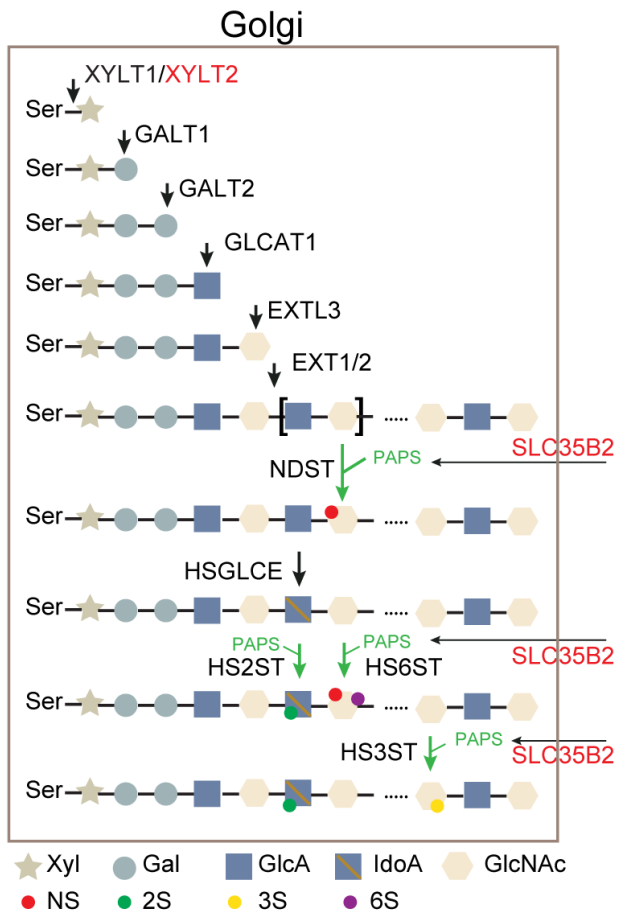 Golgi
XYLT1/XYLT2
Ser
GALT1
Ser
GALT2
Ser
GLCAT1
Ser
EXTL3
Ser
EXT1/2
Ser [ ] .....
SLC35B2
NDST PAPS
Ser .....
HSGLCE
Ser .....
PAPS PAPS
SLC35B2
HS2ST HS6ST
Ser .....
HS3ST PAPS
SLC35B2
Ser .....
Xyl Gal GlcA IdoA GlcNAc
NS 2S 3S 6S